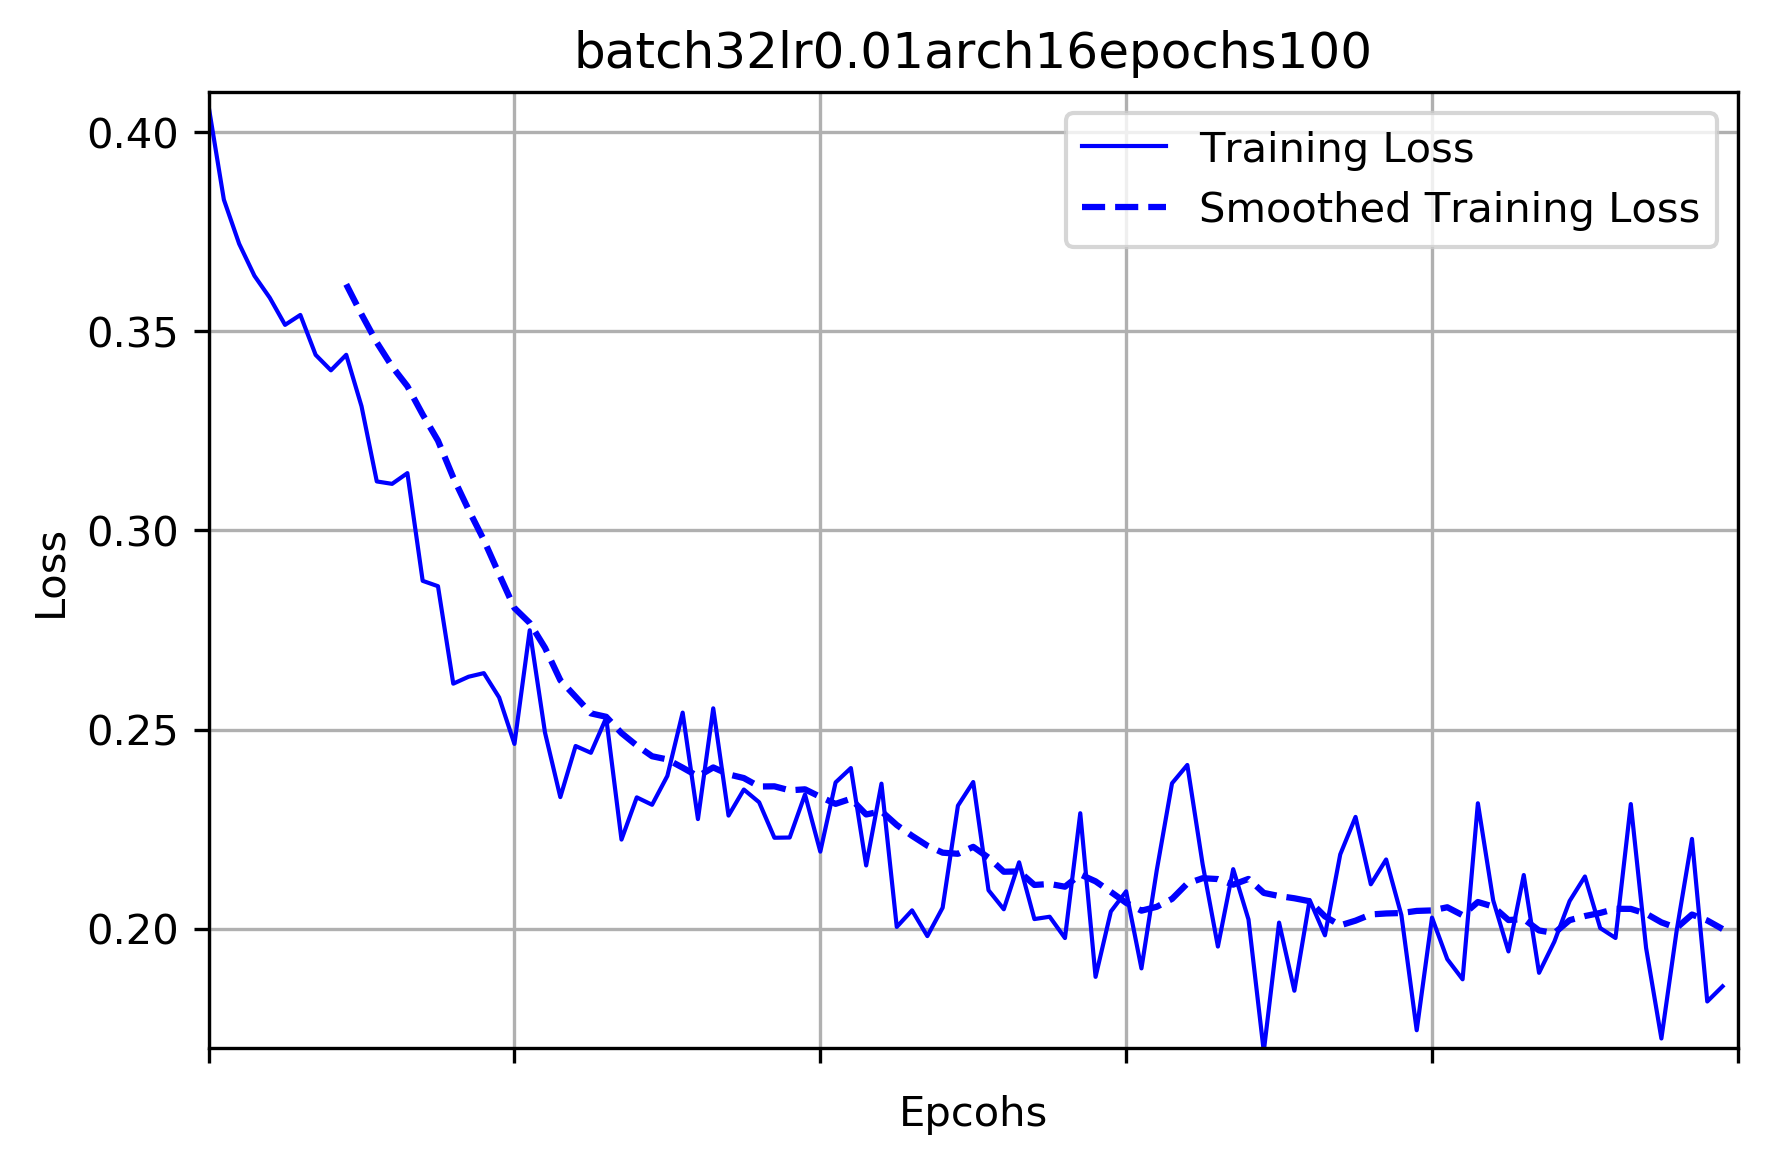 batch32lr0.01arch16epochs100
Training Loss
Smoothed Training Loss
0.40
0.35
0.30
0.25
0.20
Loss
Epcohs